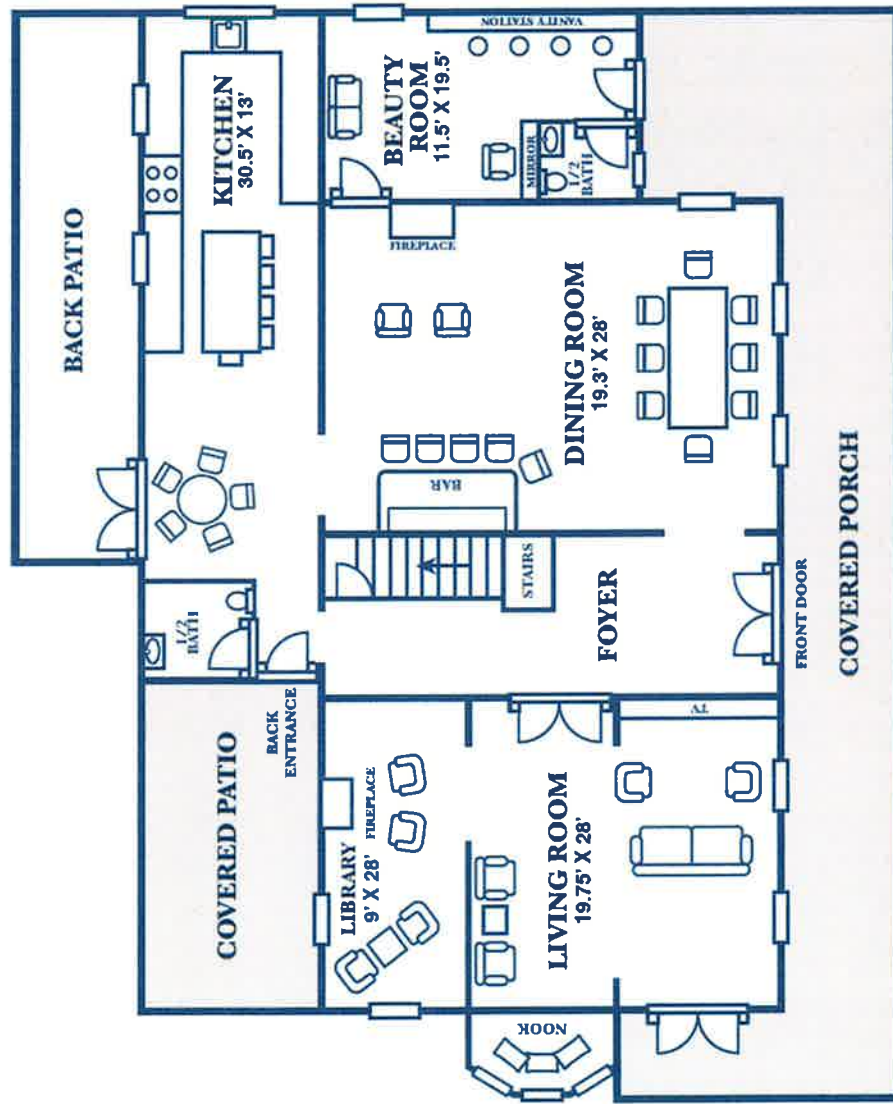 BACK PATIO
COVERED PATIO
BACK
ENTRANCE
1/2
BATH
KITCHEN
30.5' X 13'
LIBRARY
9' X 28'
FIREPLACE
STAIRS
BAR
FIREPLACE
BEAUTY
ROOM
11.5' X 19.5'
VANITY STATION
MIRROR
1/2
BATH
NOOK
LIVING ROOM
19.75' X 28'
TV
FOYER
DINING ROOM
19.3' X 28'
FRONT DOOR
COVERED PORCH